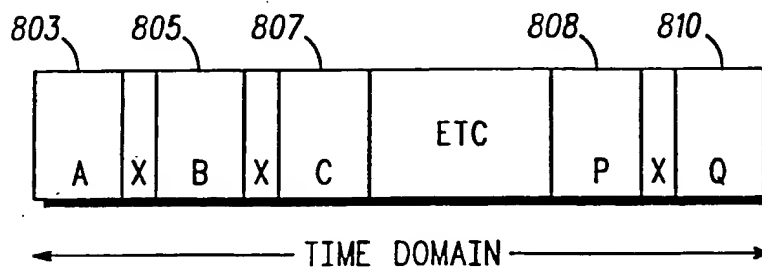 803 805 807 808 810
ETC
A X B X C P X Q
TIME DOMAIN